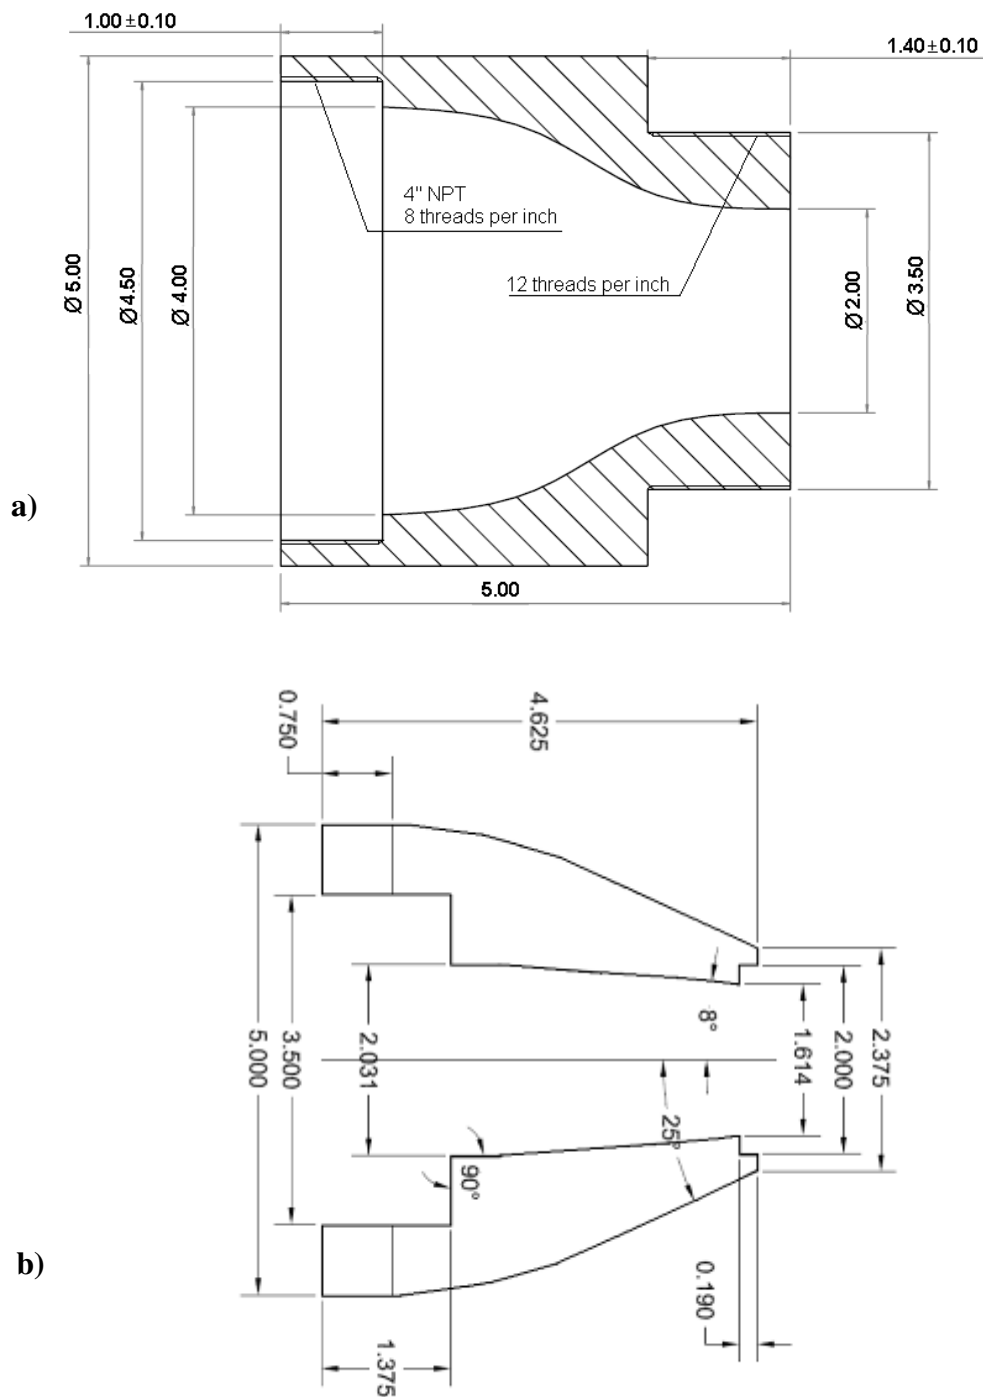 1.00±0.10
1.40±0.10
4" NPT
8 threads per inch
12 threads per inch
Ø 5.00
Ø 4.50
Ø 4.00
Ø 2.00
Ø 3.50
a)
5.00
0.750
4.625
5.000
3.500
2.031
8°
1.614
2.000
2.375
25°
90°
b)
0.190
1.375